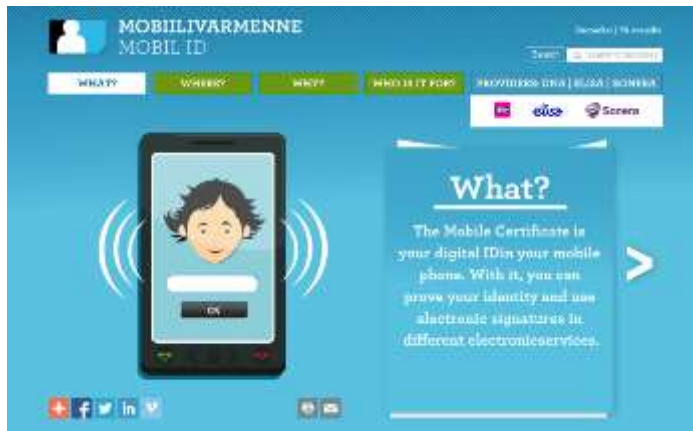 MOBIILIVARMENNE
MOBIL ID
WHAT?
WHERE?
WHY?
WHO IS IT FOR?
PROVIDERS: DNA | ELISA | SONERA
elisa
Sonera
What?
The Mobile Certificate is
your digital IDin your mobile
phone. With it, you can
prove your identity and use
electronic signatures in
different electronicservices.
OK